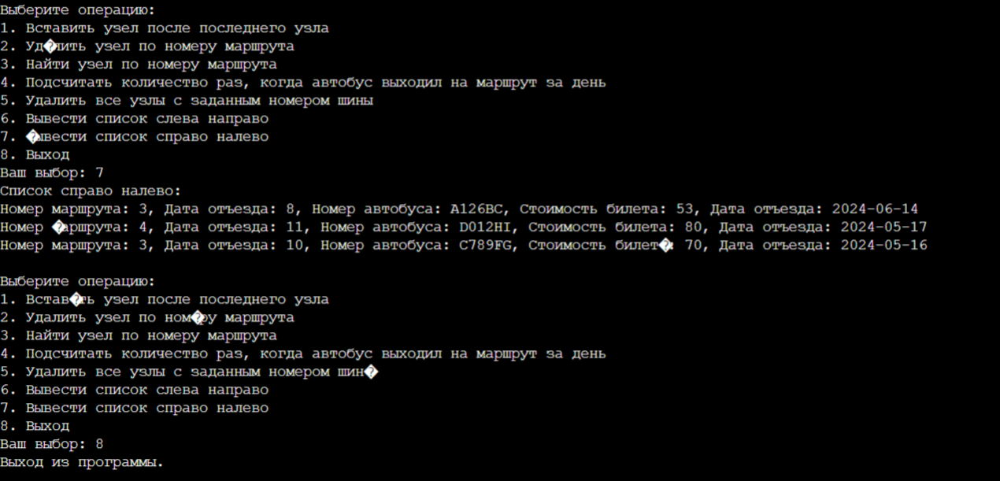 Выберите операцию:
1. Вставить узел после последнего узла
2. Уд�лить узел по номеру маршрута
3. Найти узел по номеру маршрута
4. Подсчитать количество раз, когда автобус выходил на маршрут за день
5. Удалить все узлы с заданным номером шины
6. Вывести список слева направо
7. �ывести список справо налево
8. Выход
Ваш выбор: 7
Список справо налево:
Номер маршрута: 3, Дата отъезда: 8, Номер автобуса: A126BC, Стоимость билета: 53, Дата отъезда: 2024-06-14
Номер �аршрута: 4, Дата отъезда: 11, Номер автобуса: D012HI, Стоимость билета: 80, Дата отъезда: 2024-05-17
Номер маршрута: 3, Дата отъезда: 10, Номер автобуса: C789FG, Стоимость билет�: 70, Дата отъезда: 2024-05-16
Выберите операцию:
1. Встав�ть узел после последнего узла
2. Удалить узел по ном�ру маршрута
3. Найти узел по номеру маршрута
4. Подсчитать количество раз, когда автобус выходил на маршрут за день
5. Удалить все узлы с заданным номером шин�
6. Вывести список слева направо
7. Вывести список справо налево
8. Выход
Ваш выбор: 8
Выход из программы.